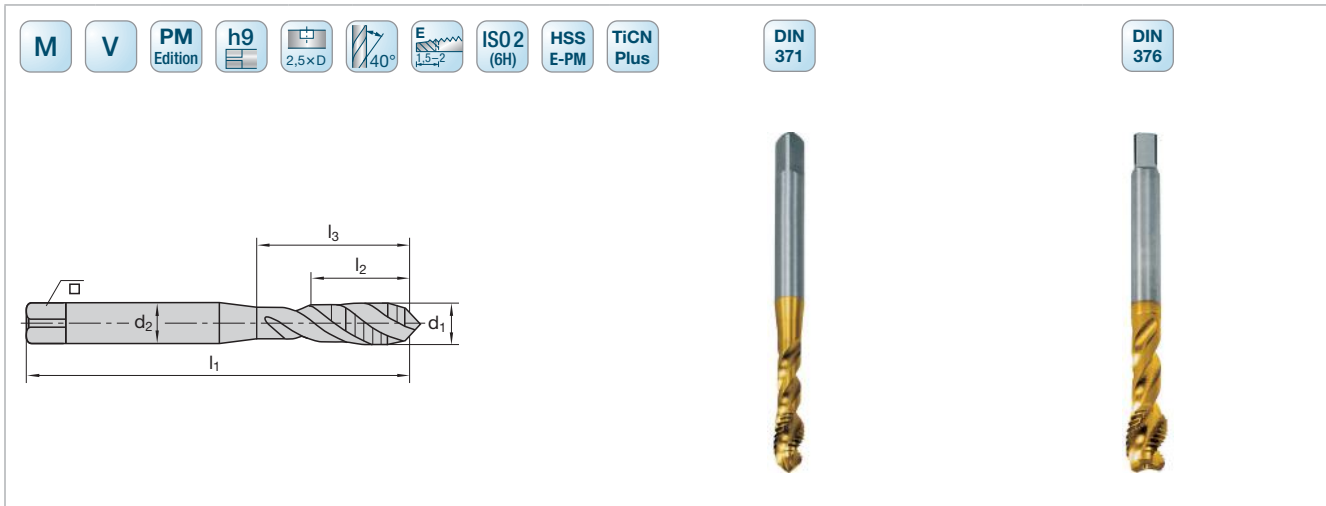 M
V
PM
Edition
h9
2,5×D
40°
E
1,5–2
ISO 2
(6H)
HSS
E-PM
TiCN
Plus
DIN
371
DIN
376
l3
l2
d2
d1
l1